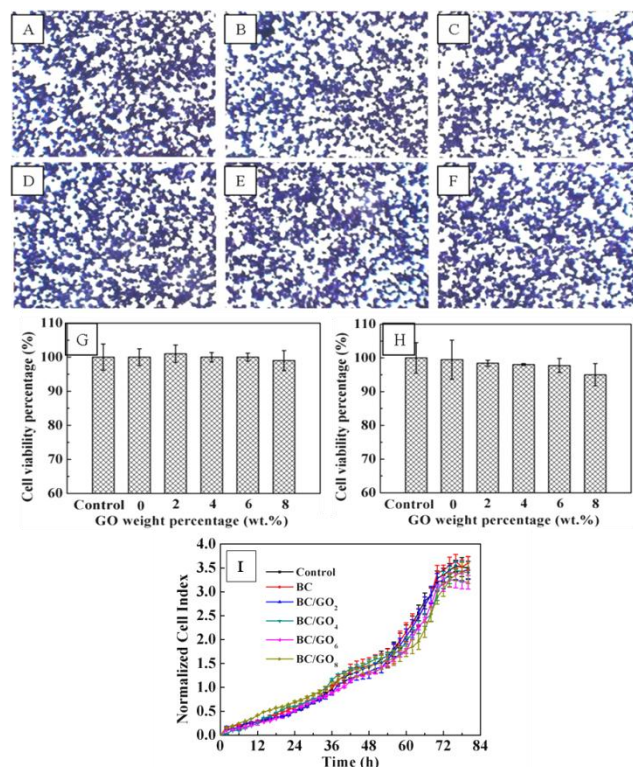 A
B
C
D
E
F
G
Cell viability percentage (%)
110
100
90
80
70
60
Control 0 2 4 6 8
GO weight percentage (wt.%)
H
Cell viability percentage (%)
110
100
90
80
70
60
Control 0 2 4 6 8
GO weight percentage (wt.%)
I
Normalized Cell Index
4.0
3.5
3.0
2.5
2.0
1.5
1.0
0.5
0.0
Control
BC
BC/GO₂
BC/GO₄
BC/GO₆
BC/GO₈
0 12 24 36 48 60 72 84
Time (h)